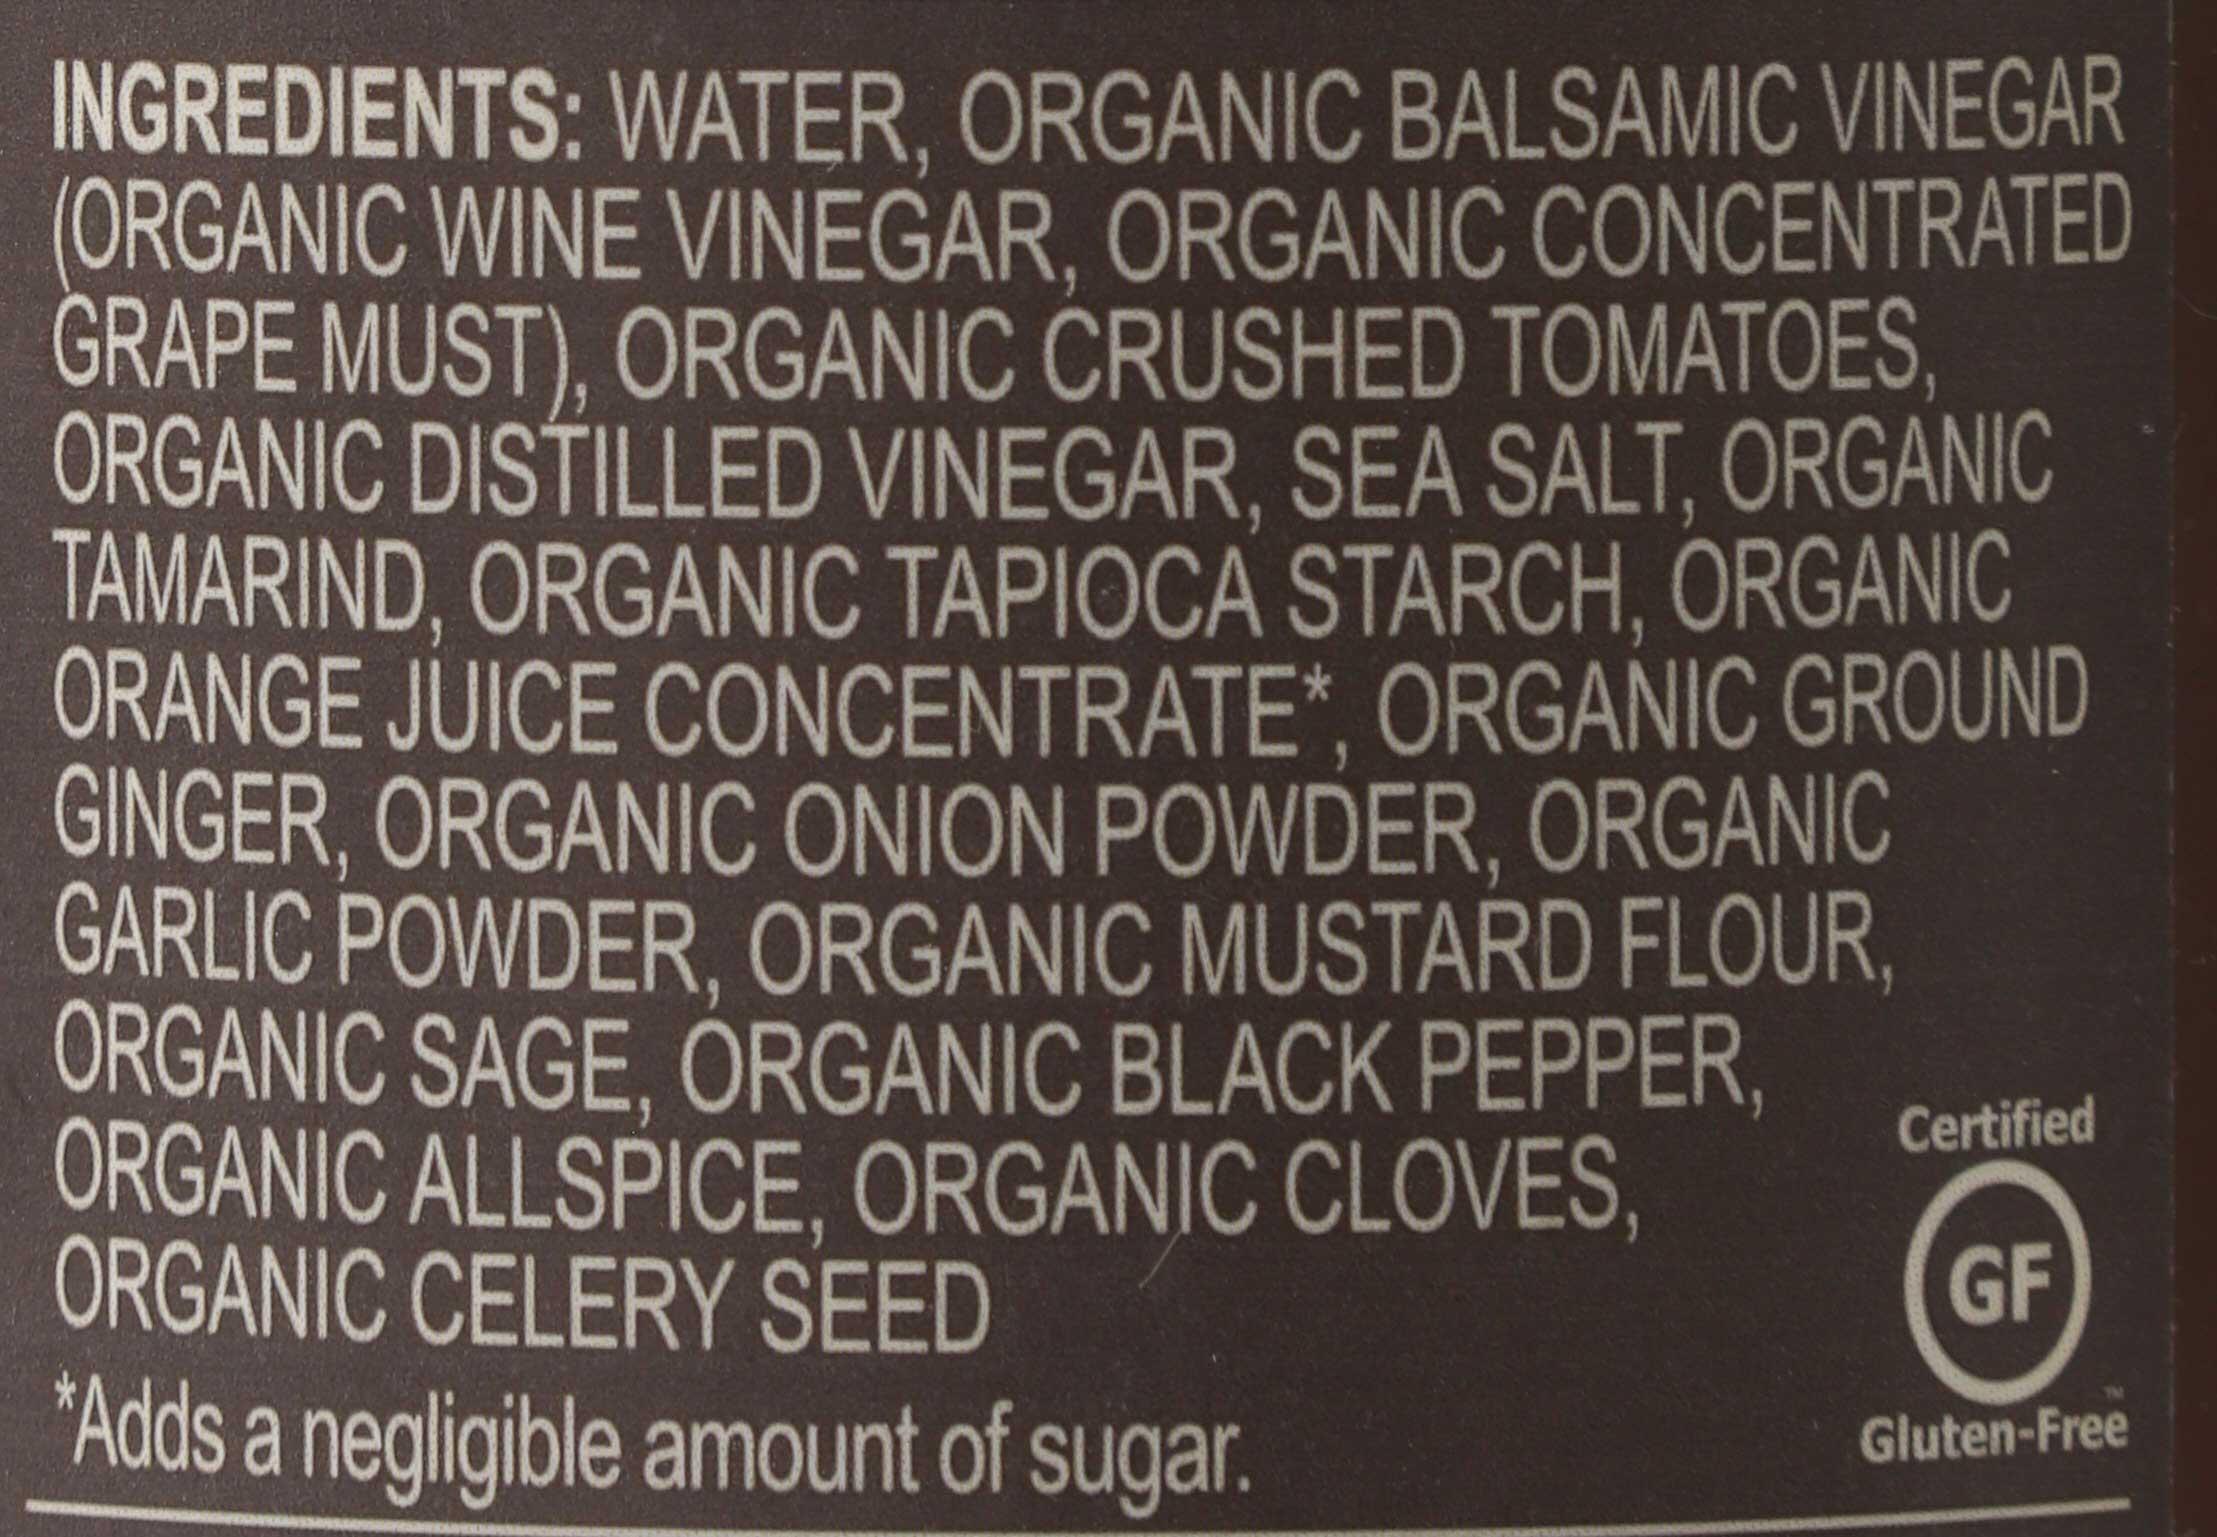 INGREDIENTS: WATER, ORGANIC BALSAMIC VINEGAR
(ORGANIC WINE VINEGAR, ORGANIC CONCENTRATED
GRAPE MUST), ORGANIC CRUSHED TOMATOES,
ORGANIC DISTILLED VINEGAR, SEA SALT, ORGANIC
TAMARIND, ORGANIC TAPIOCA STARCH, ORGANIC
ORANGE JUICE CONCENTRATE*, ORGANIC GROUND
GINGER, ORGANIC ONION POWDER, ORGANIC
GARLIC POWDER, ORGANIC MUSTARD FLOUR,
ORGANIC SAGE, ORGANIC BLACK PEPPER,
ORGANIC ALLSPICE, ORGANIC CLOVES,
ORGANIC CELERY SEED
*Adds a negligible amount of sugar.
Certified
GF
™
Gluten-Free